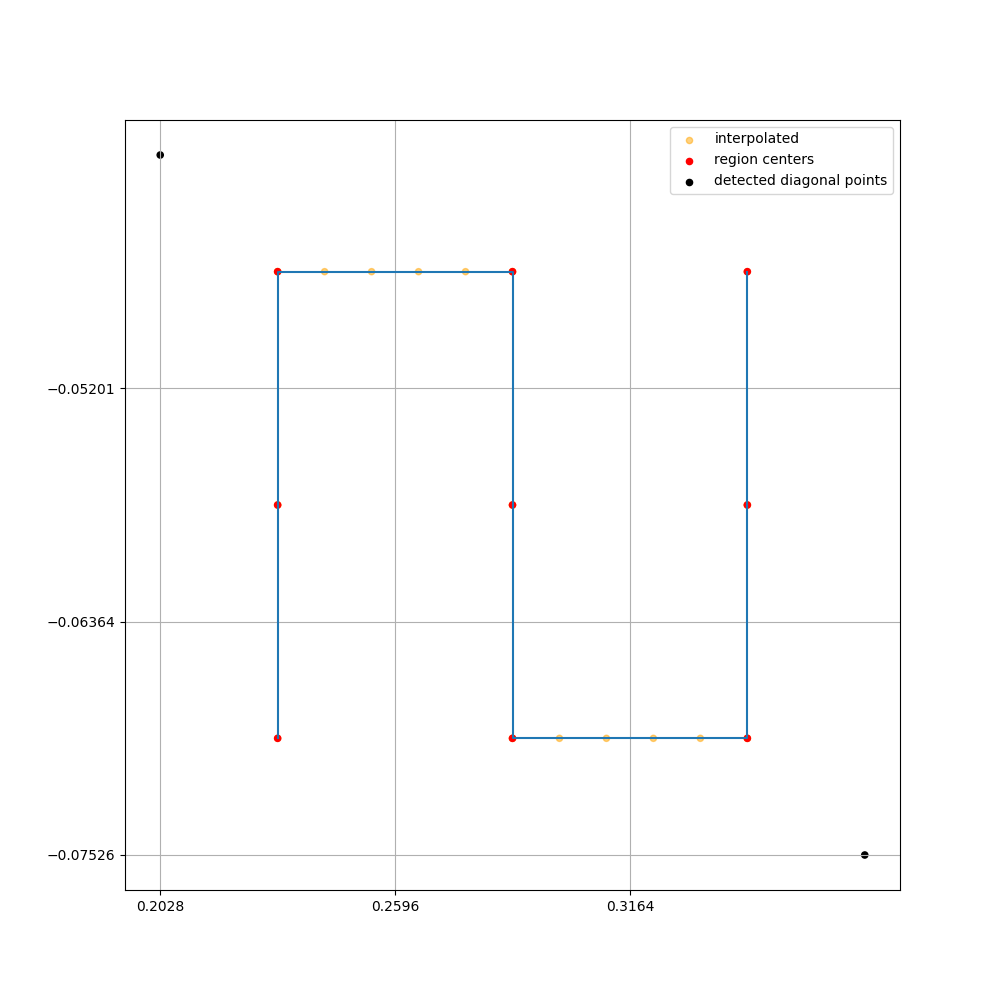 interpolated
region centers
detected diagonal points
−0.05201
−0.06364
−0.07526
0.2028 0.2596 0.3164